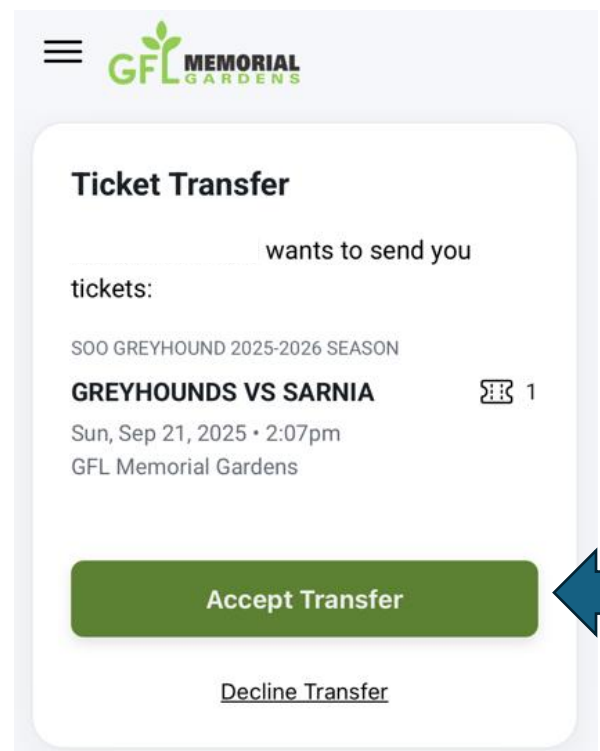 GFL MEMORIAL
GARDENS
Ticket Transfer
wants to send you
tickets:
SOO GREYHOUND 2025-2026 SEASON
GREYHOUNDS VS SARNIA 1
Sun, Sep 21, 2025 • 2:07pm
GFL Memorial Gardens
Accept Transfer
Decline Transfer